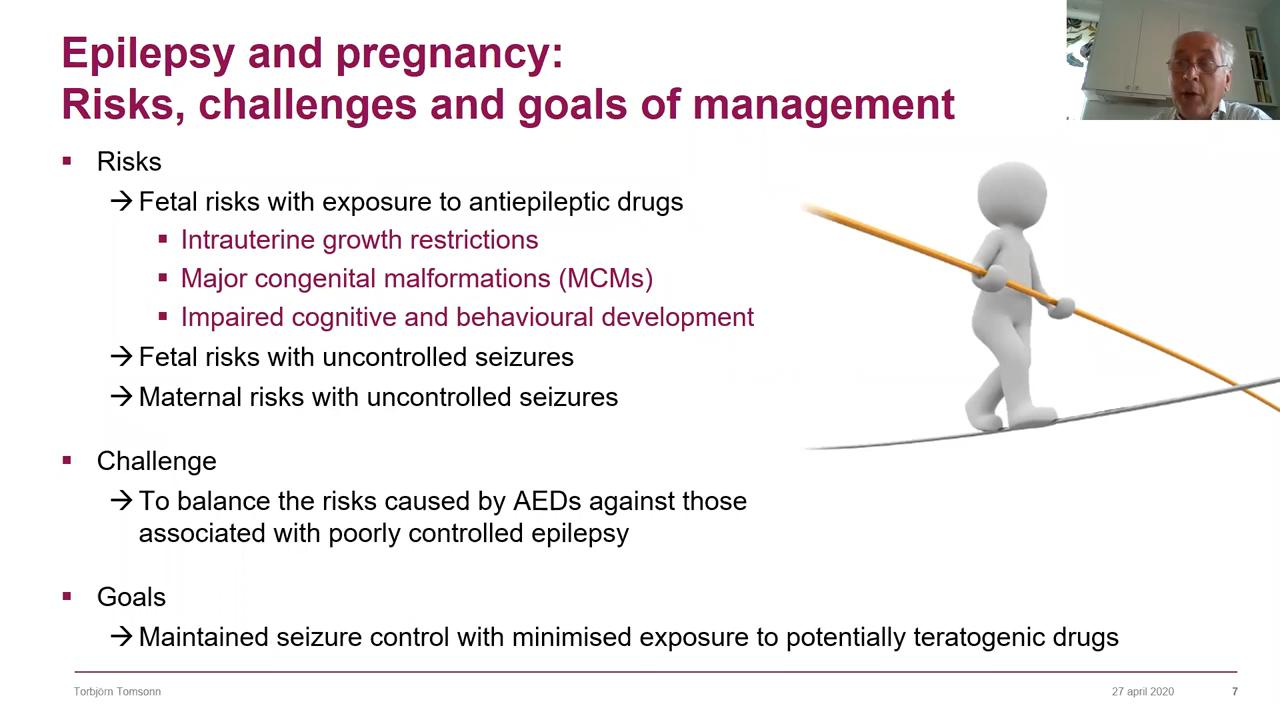 Epilepsy and pregnancy:
Risks, challenges and goals of management
▪ Risks
→ Fetal risks with exposure to antiepileptic drugs
▪ Intrauterine growth restrictions
▪ Major congenital malformations (MCMs)
▪ Impaired cognitive and behavioural development
→ Fetal risks with uncontrolled seizures
→ Maternal risks with uncontrolled seizures
▪ Challenge
→ To balance the risks caused by AEDs against those
associated with poorly controlled epilepsy
▪ Goals
→ Maintained seizure control with minimised exposure to potentially teratogenic drugs
Torbjörn Tomsonn
27 april 2020
7